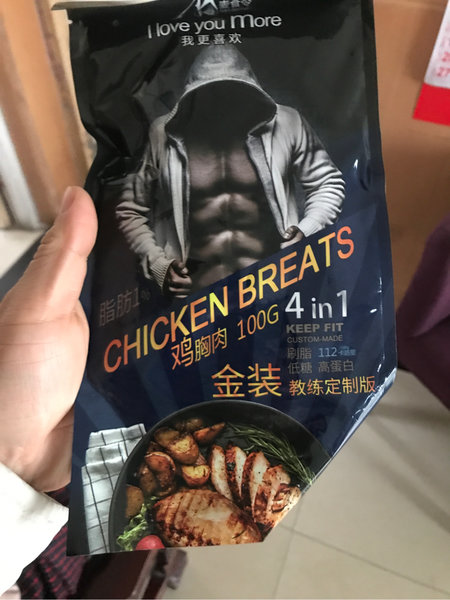 I love you more
我更喜欢
脂肪1%
CHICKEN BREATS
鸡胸肉 100G
4 in 1
KEEP FIT
CUSTOM-MADE
刷脂 112
低糖 高蛋白
金装 教练定制版